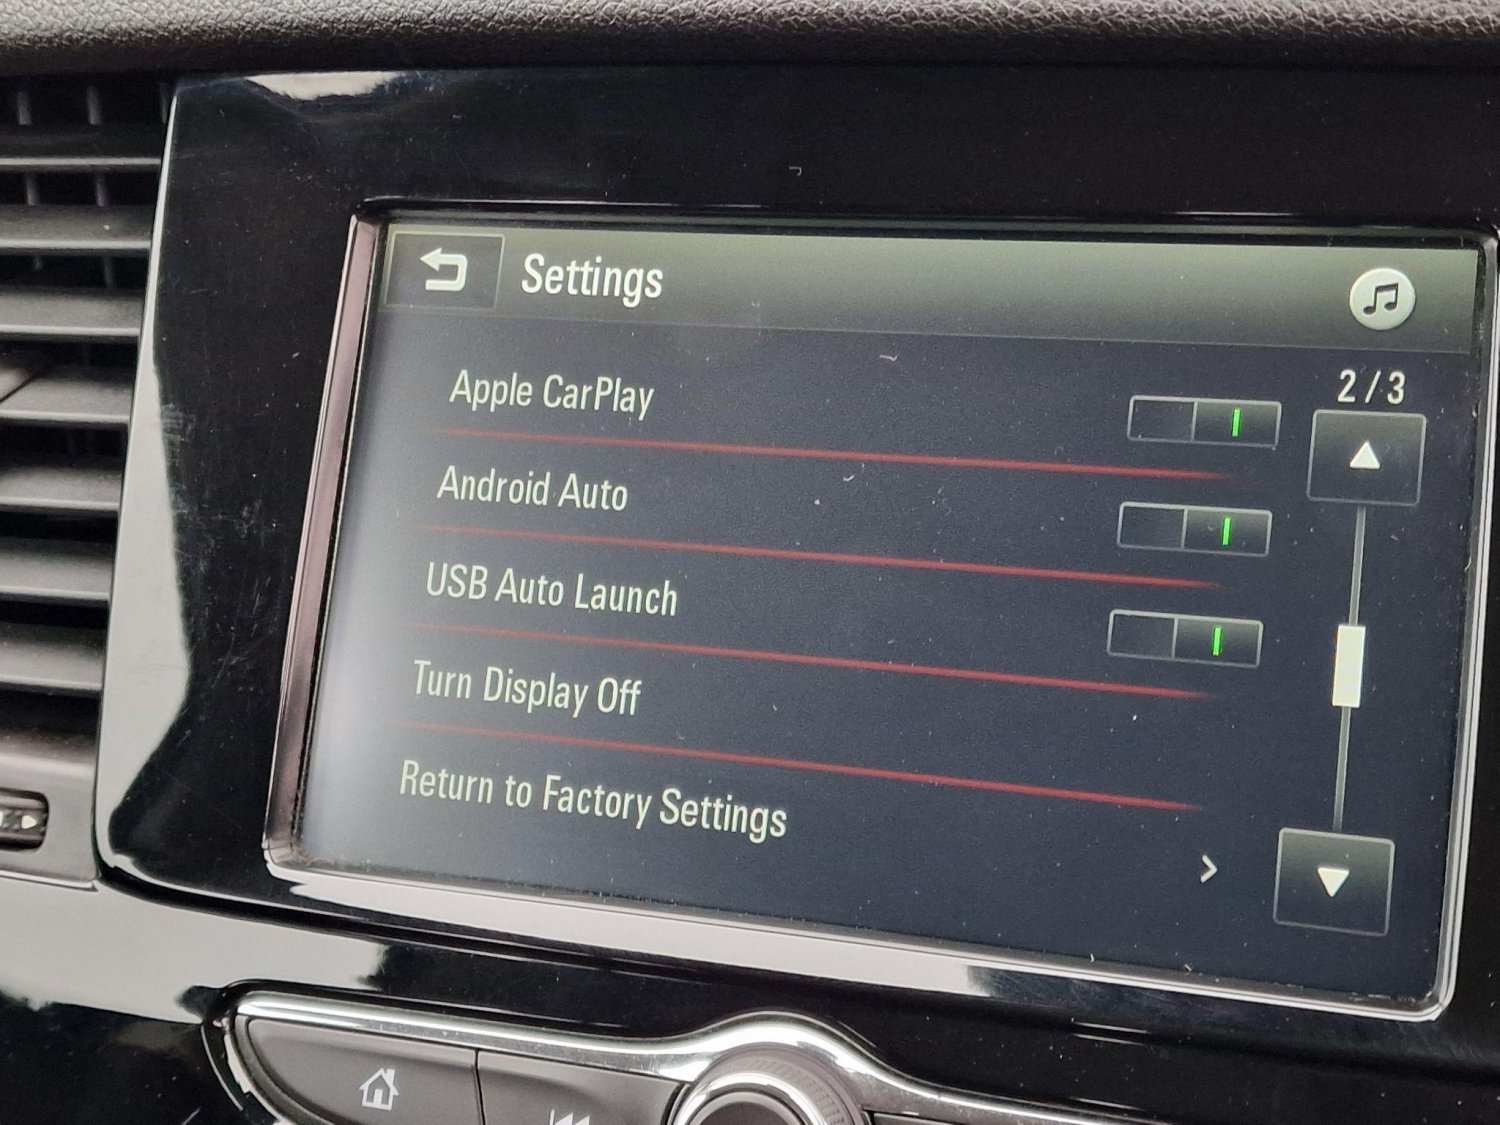 Settings
2/3
Apple CarPlay
Android Auto
USB Auto Launch
Turn Display Off
Return to Factory Settings